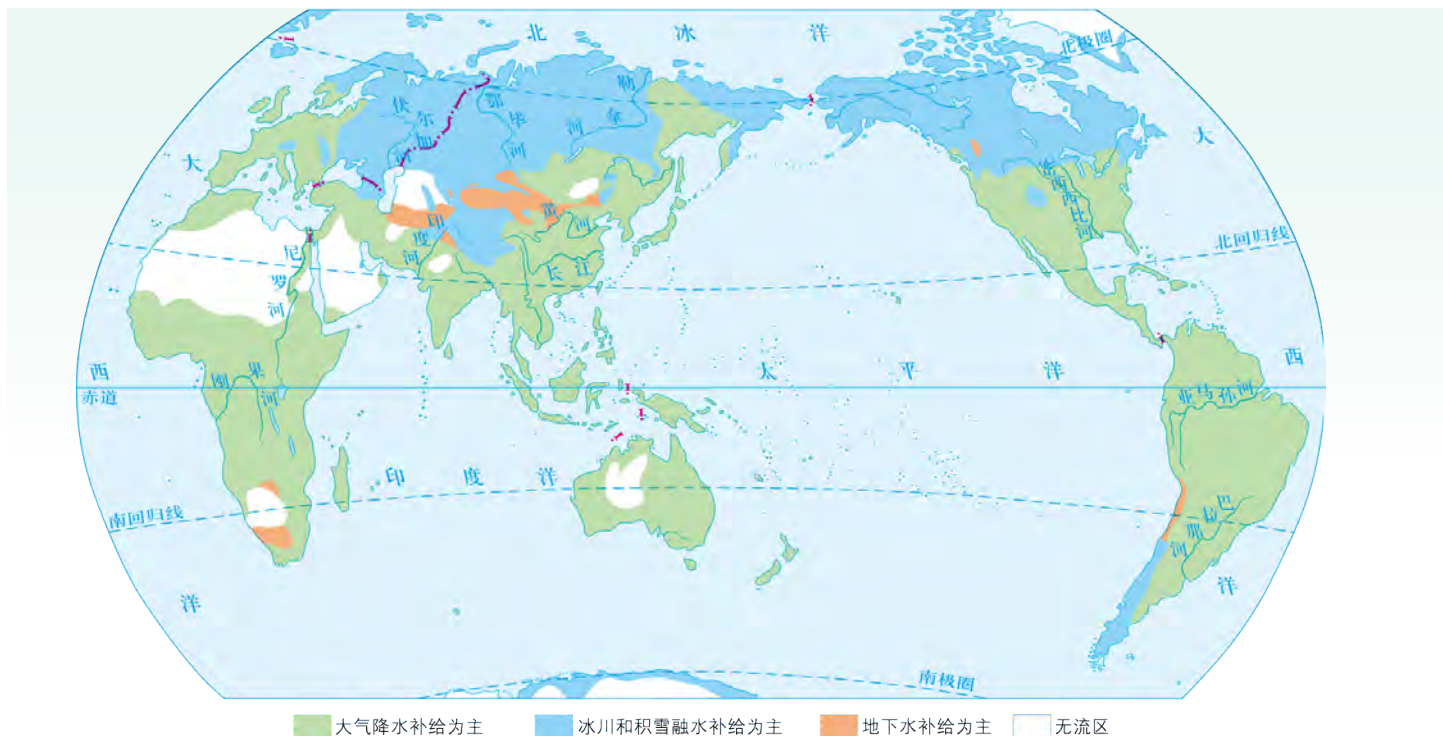 北冰洋
北极圈
伏尔加河
鄂毕河
勒拿河
大西洋
大西洋
密西西比河
黄河
印度河
北回归线
尼罗河
长江
太平洋
刚果河
赤道
亚马孙河
印度洋
南回归线
巴拉那河
南极圈
大气降水补给为主
冰川和积雪融水补给为主
地下水补给为主
无流区